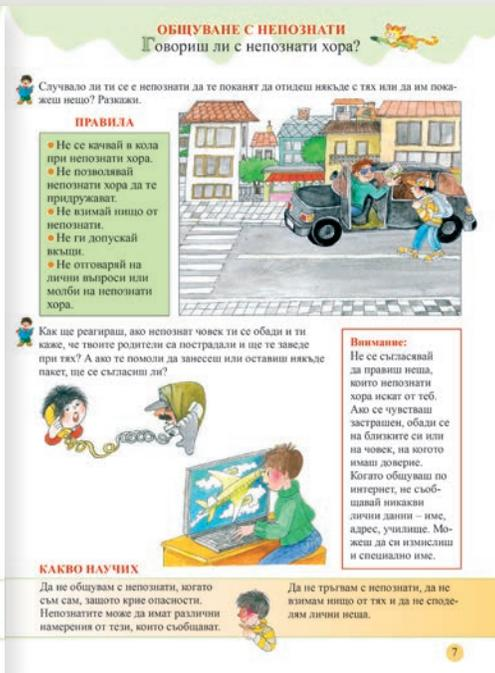 ОБЩУВАНЕ С НЕПОЗНАТИ
Говориш ли с непознати хора?
Случвало ли ти се е непознати да те поканят да отидеш някъде с тях или да им пока-
жеш нещо? Разкажи.
ПРАВИЛА
• Не се качвай в кола
при непознати хора.
• Не позволявай
непознати хора да те
придружават.
• Не взимай нищо от
непознати.
• Не ги допускай
вкъщи.
• Не отговаряй на
лични въпроси или
молби на непознати
хора.
Как ще реагираш, ако непознат човек ти се обади и ти
каже, че твоите родители са пострадали и ще те заведе
при тях? А ако те помоли да занесеш или оставиш някъде
пакет, ще се съгласиш ли?
Внимание:
Не се съгласявай
да правиш неща,
които непознати
хора искат от теб.
Ако се чувстваш
застрашен, обади се
на близките си или
на човек, на когото
имаш доверие.
Когато общуваш по
интернет, не съоб-
щавай никакви
лични данни – име,
адрес, училище. Мо-
жеш да си измислиш
и специално име.
КАКВО НАУЧИХ
Да не общувам с непознати, когато
съм сам, защото крие опасности.
Непознатите може да имат различни
намерения от тези, които съобщават.
Да не тръгвам с непознати, да не
взимам нищо от тях и да не споде-
лям лични неща.
7